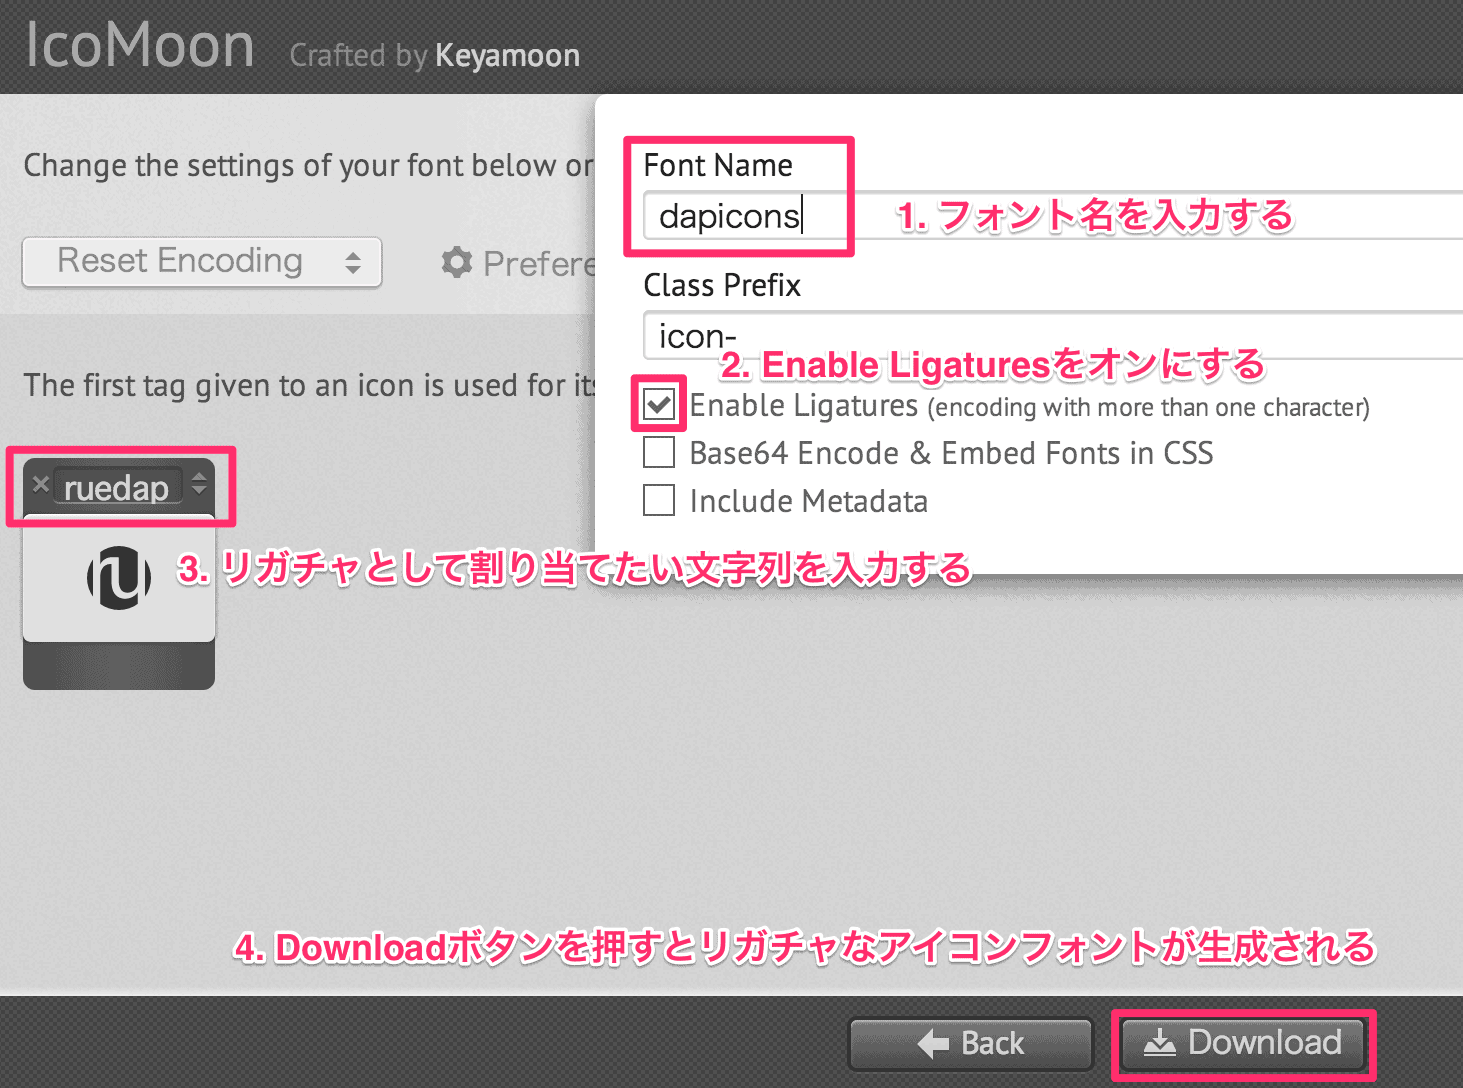 IcoMoon Crafted by Keyamoon
Change the settings of your font below or
Reset Encoding
Prefere
Font Name
dapicons
1. フォント名を入力する
Class Prefix
icon-
2. Enable Ligaturesをオンにする
Enable Ligatures (encoding with more than one character)
Base64 Encode & Embed Fonts in CSS
Include Metadata
The first tag given to an icon is used for its
ruedap
3. リガチャとして割り当てたい文字列を入力する
4. Downloadボタンを押すとリガチャなアイコンフォントが生成される
Back
Download